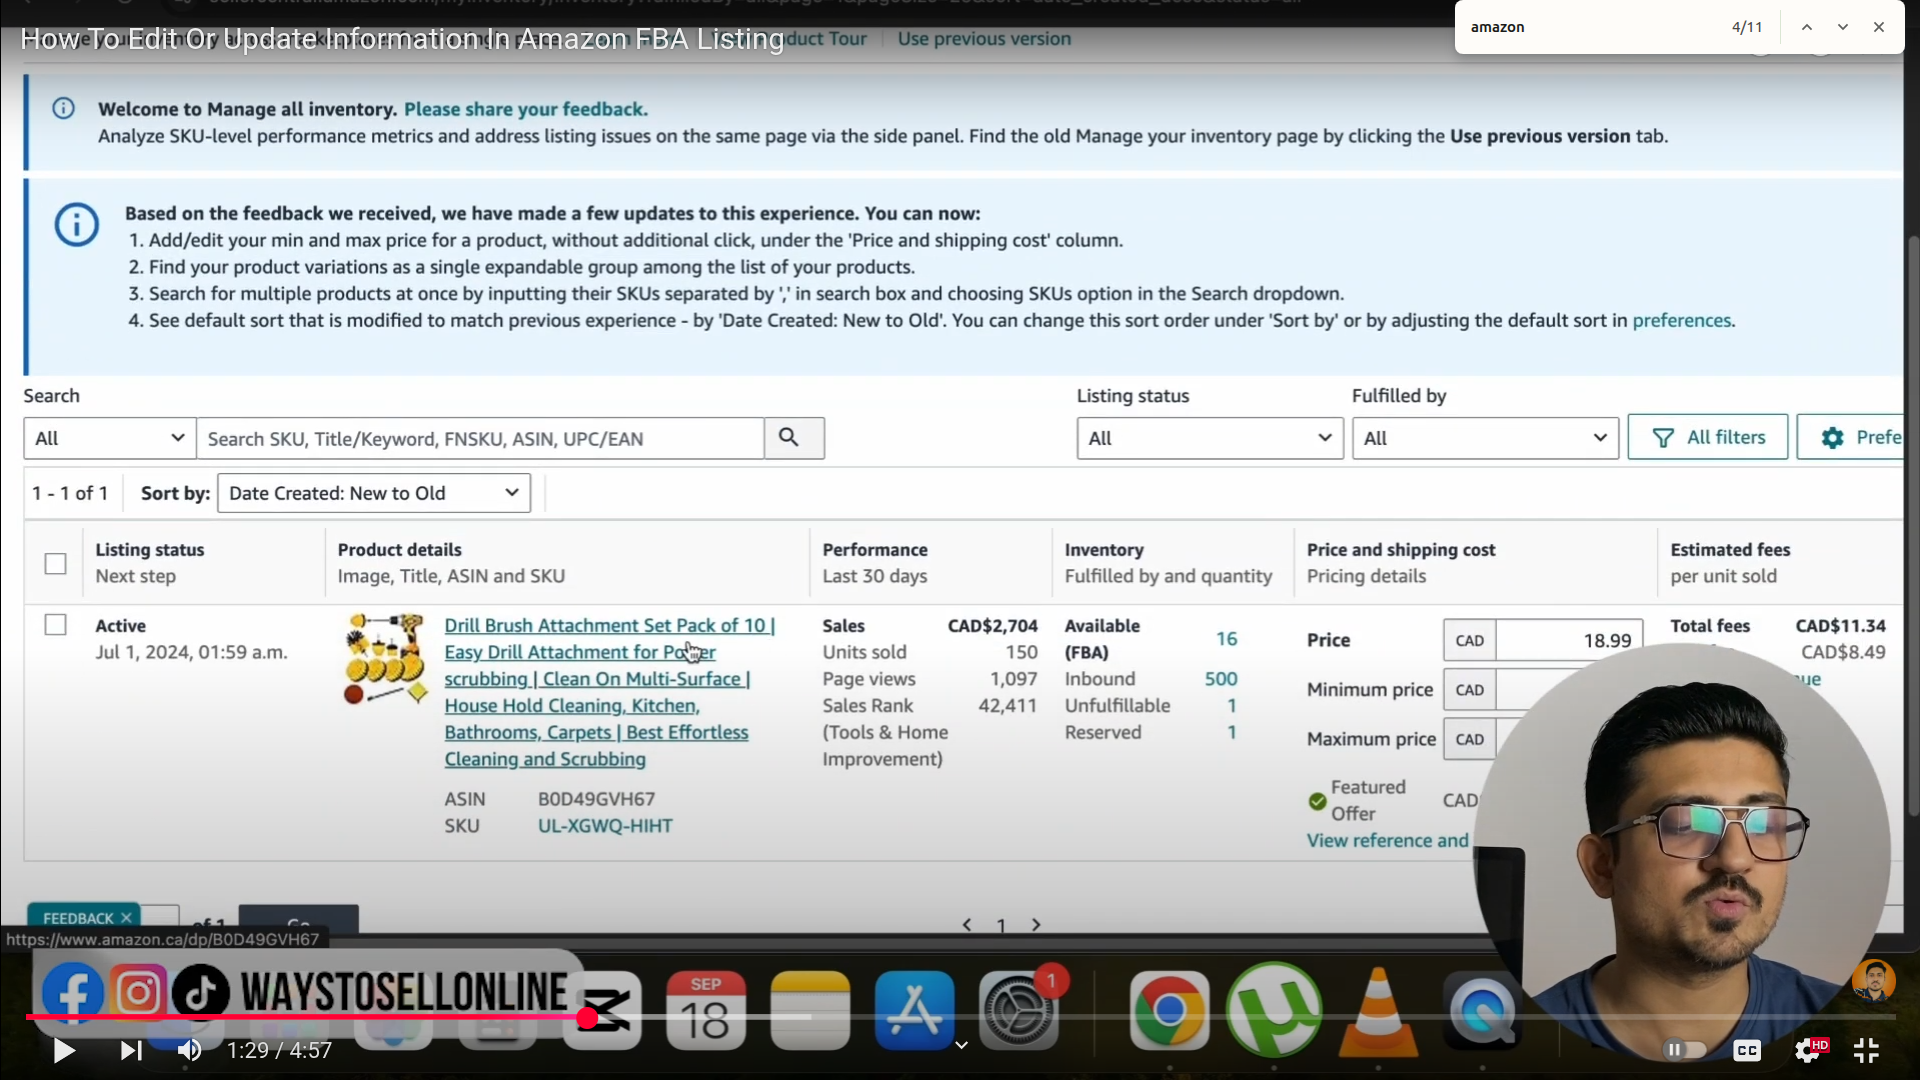 How To Edit Or Update Information In Amazon FBA Listing
Product Tour
Use previous version
amazon
4/11
Welcome to Manage all inventory. Please share your feedback.
Analyze SKU-level performance metrics and address listing issues on the same page via the side panel. Find the old Manage your inventory page by clicking the Use previous version tab.
Based on the feedback we received, we have made a few updates to this experience. You can now:
1. Add/edit your min and max price for a product, without additional click, under the 'Price and shipping cost' column.
2. Find your product variations as a single expandable group among the list of your products.
3. Search for multiple products at once by inputting their SKUs separated by ',' in search box and choosing SKUs option in the Search dropdown.
4. See default sort that is modified to match previous experience - by 'Date Created: New to Old'. You can change this sort order under 'Sort by' or by adjusting the default sort in preferences.
Search
Listing status
Fulfilled by
All
Search SKU, Title/Keyword, FNSKU, ASIN, UPC/EAN
All
All
All filters
Prefe
1 - 1 of 1
Sort by:
Date Created: New to Old
Listing status
Next step
Product details
Image, Title, ASIN and SKU
Performance
Last 30 days
Inventory
Fulfilled by and quantity
Price and shipping cost
Pricing details
Estimated fees
per unit sold
Active
Jul 1, 2024, 01:59 a.m.
Drill Brush Attachment Set Pack of 10 |
Easy Drill Attachment for Power
scrubbing | Clean On Multi-Surface |
House Hold Cleaning, Kitchen,
Bathrooms, Carpets | Best Effortless
Cleaning and Scrubbing
ASIN B0D49GVH67
SKU UL-XGWQ-HIHT
Sales CAD$2,704
Units sold 150
Page views 1,097
Sales Rank 42,411
(Tools & Home
Improvement)
Available 16
(FBA)
Inbound 500
Unfulfillable 1
Reserved 1
Price CAD 18.99
Minimum price CAD
Maximum price CAD
Featured
Offer CAD
View reference and
Total fees CAD$11.34
CAD$8.49
FEEDBACK ×
of 1
Go
1
https://www.amazon.ca/dp/B0D49GVH67
WAYSTOSELLONLINE
SEP
18
1
1:29 / 4:57
CC
HD